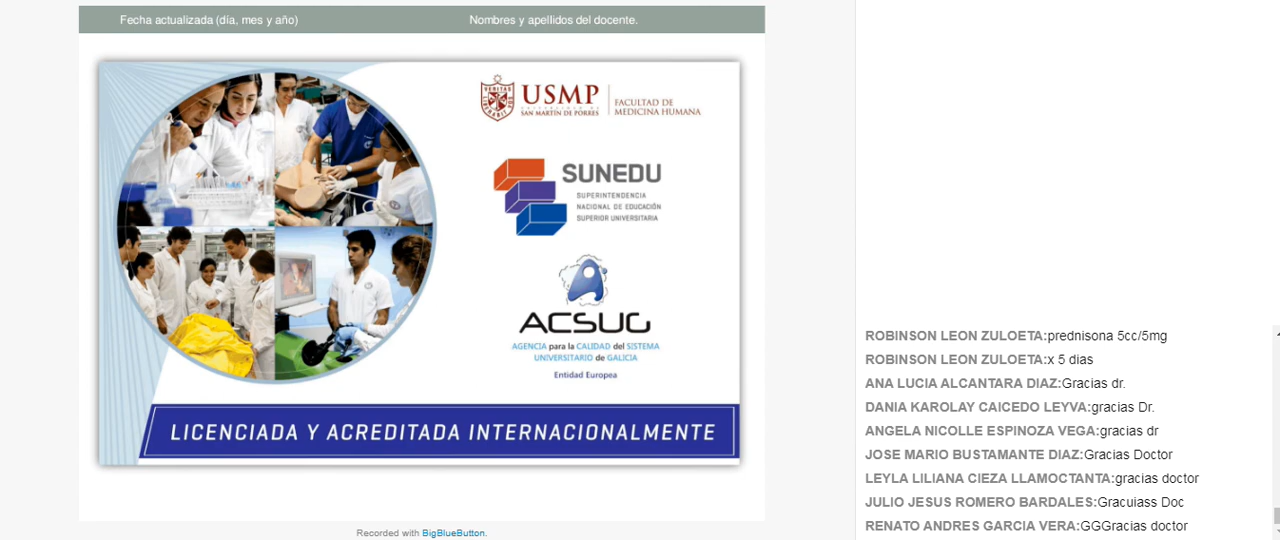 Fecha actualizada (día, mes y año)
Nombres y apellidos del docente.
USMP
UNIVERSIDAD DE
SAN MARTÍN DE PORRES
FACULTAD DE
MEDICINA HUMANA
SUNEDU
SUPERINTENDENCIA
NACIONAL DE EDUCACIÓN
SUPERIOR UNIVERSITARIA
ACSUG
AGENCIA para la CALIDAD del SISTEMA
UNIVERSITARIO de GALICIA
Entidad Europea
LICENCIADA Y ACREDITADA INTERNACIONALMENTE
Recorded with BigBlueButton.
ROBINSON LEON ZULOETA:prednisona 5cc/5mg
ROBINSON LEON ZULOETA:x 5 dias
ANA LUCIA ALCANTARA DIAZ:Gracias dr.
DANIA KAROLAY CAICEDO LEYVA:gracias Dr.
ANGELA NICOLLE ESPINOZA VEGA:gracias dr
JOSE MARIO BUSTAMANTE DIAZ:Gracias Doctor
LEYLA LILIANA CIEZA LLAMOCTANTA:gracias doctor
JULIO JESUS ROMERO BARDALES:Gracuiass Doc
RENATO ANDRES GARCIA VERA:GGGracias doctor